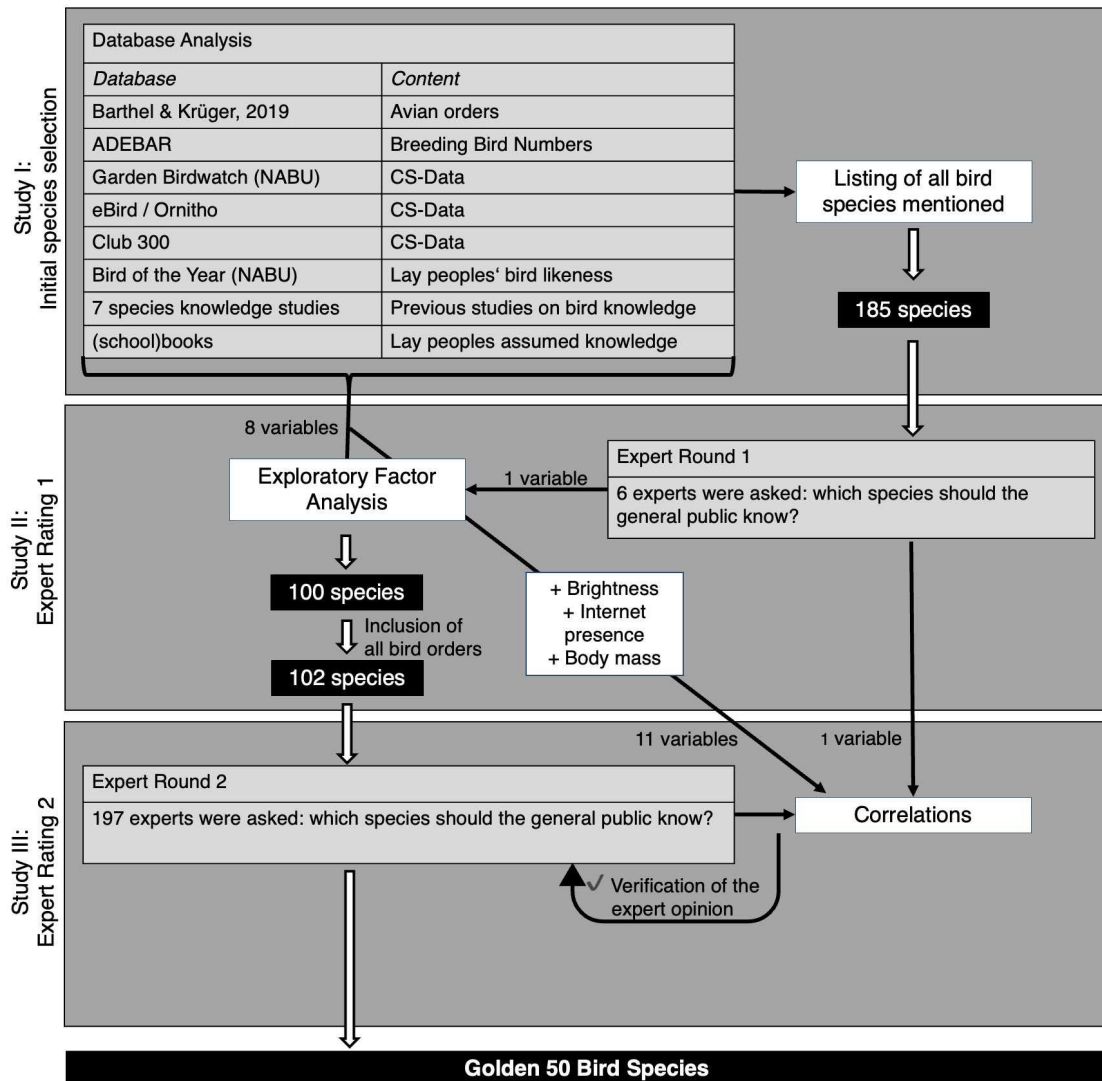 Study I:
Initial species selection
Database Analysis
Database Content
Barthel & Krüger, 2019 Avian orders
ADEBAR Breeding Bird Numbers
Garden Birdwatch (NABU) CS-Data
eBird / Ornitho CS-Data
Club 300 CS-Data
Bird of the Year (NABU) Lay peoples‘ bird likeness
7 species knowledge studies Previous studies on bird knowledge
(school)books Lay peoples assumed knowledge
Listing of all bird
species mentioned
185 species
Study II:
Expert Rating 1
8 variables
Exploratory Factor
Analysis
1 variable
Expert Round 1
6 experts were asked: which species should the
general public know?
100 species
Inclusion of
all bird orders
102 species
+ Brightness
+ Internet
presence
+ Body mass
11 variables
1 variable
Study III:
Expert Rating 2
Expert Round 2
197 experts were asked: which species should the general public know?
Correlations
✓ Verification of the
expert opinion
Golden 50 Bird Species